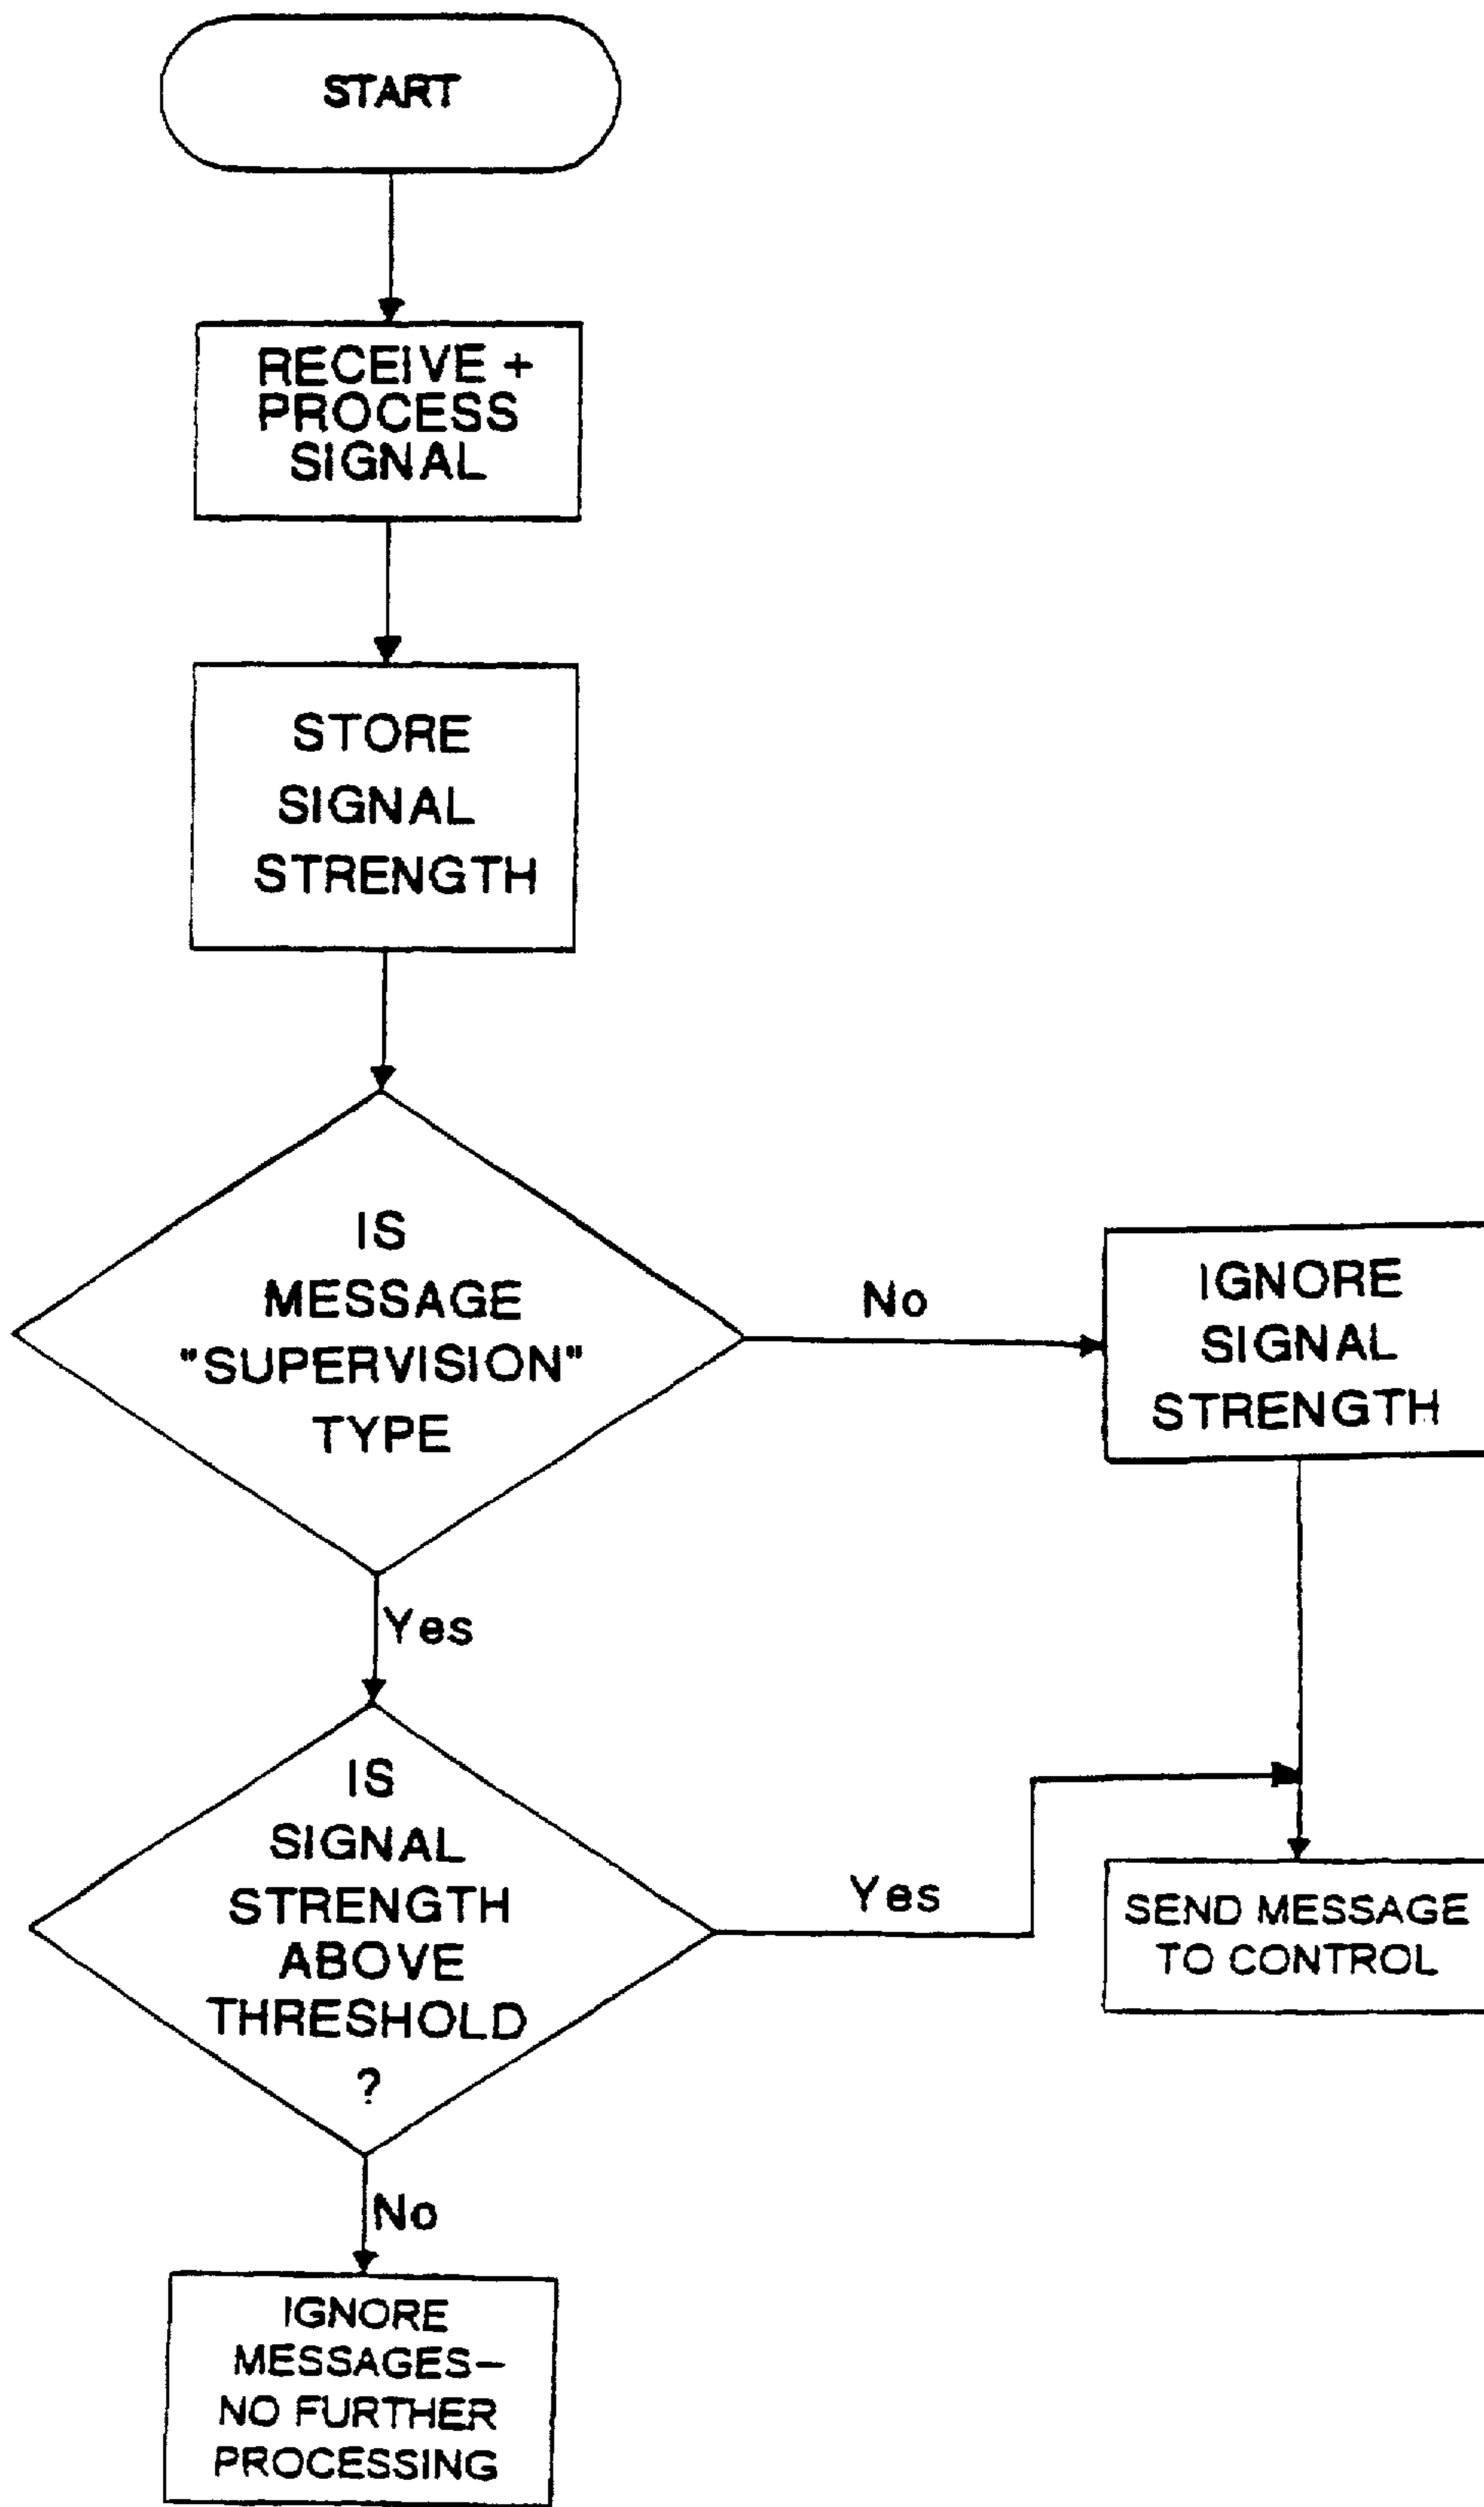 START
RECEIVE +
PROCESS
SIGNAL
STORE
SIGNAL
STRENGTH
IS
MESSAGE
"SUPERVISION"
TYPE
No
IGNORE
SIGNAL
STRENGTH
Yes
IS
SIGNAL
STRENGTH
ABOVE
THRESHOLD
?
Yes
SEND MESSAGE
TO CONTROL
No
IGNORE
MESSAGES—
NO FURTHER
PROCESSING